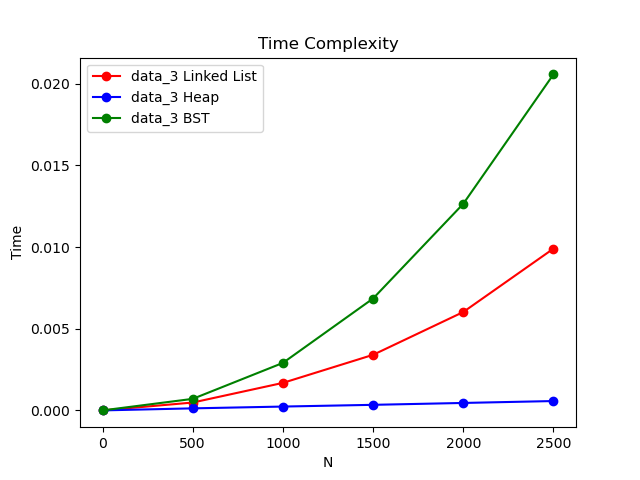 Time Complexity
data_3 Linked List
data_3 Heap
data_3 BST
0.020
0.015
0.010
0.005
0.000
Time
0 500 1000 1500 2000 2500
N